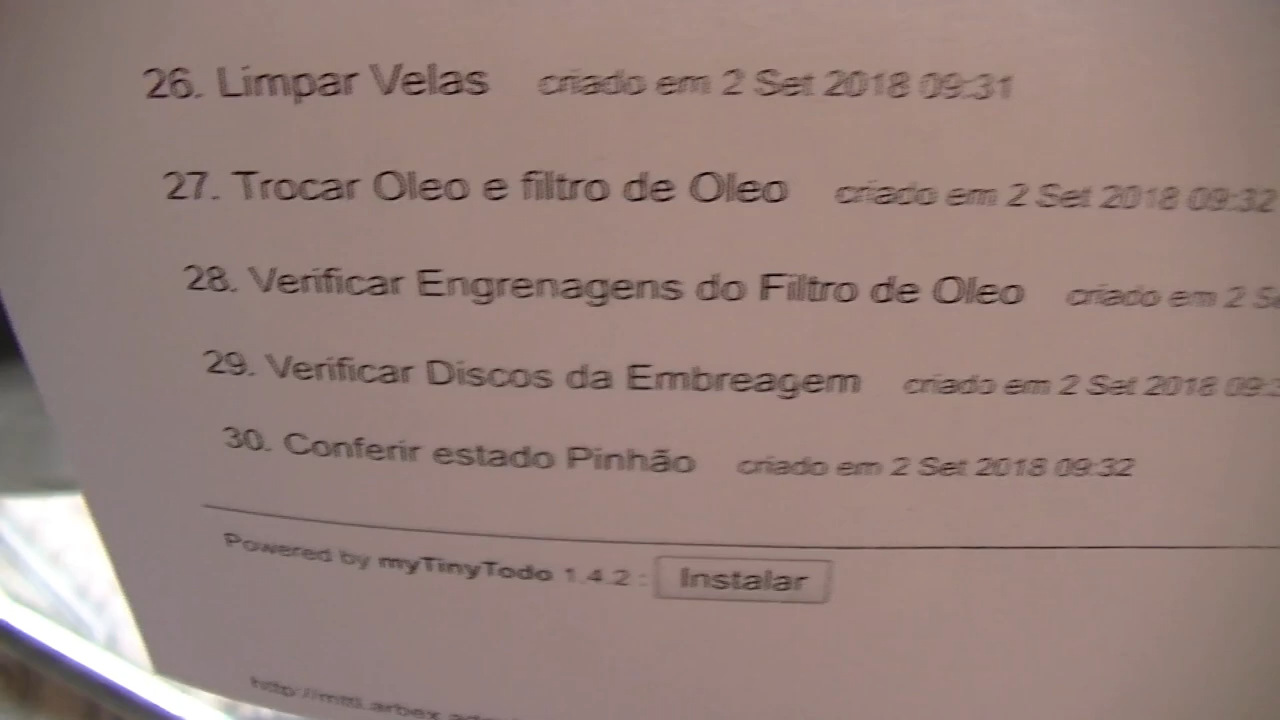 26. Limpar Velas criado em 2 Set 2018 09:31
27. Trocar Oleo e filtro de Oleo criado em 2 Set 2018 09:32
28. Verificar Engrenagens do Filtro de Oleo criado em 2
29. Verificar Discos da Embreagem criado em 2 Set 2018
30. Conferir estado Pinhão criado em 2 Set 2018 09:32
Powered by myTinyTodo 1.4.2 : Instalar